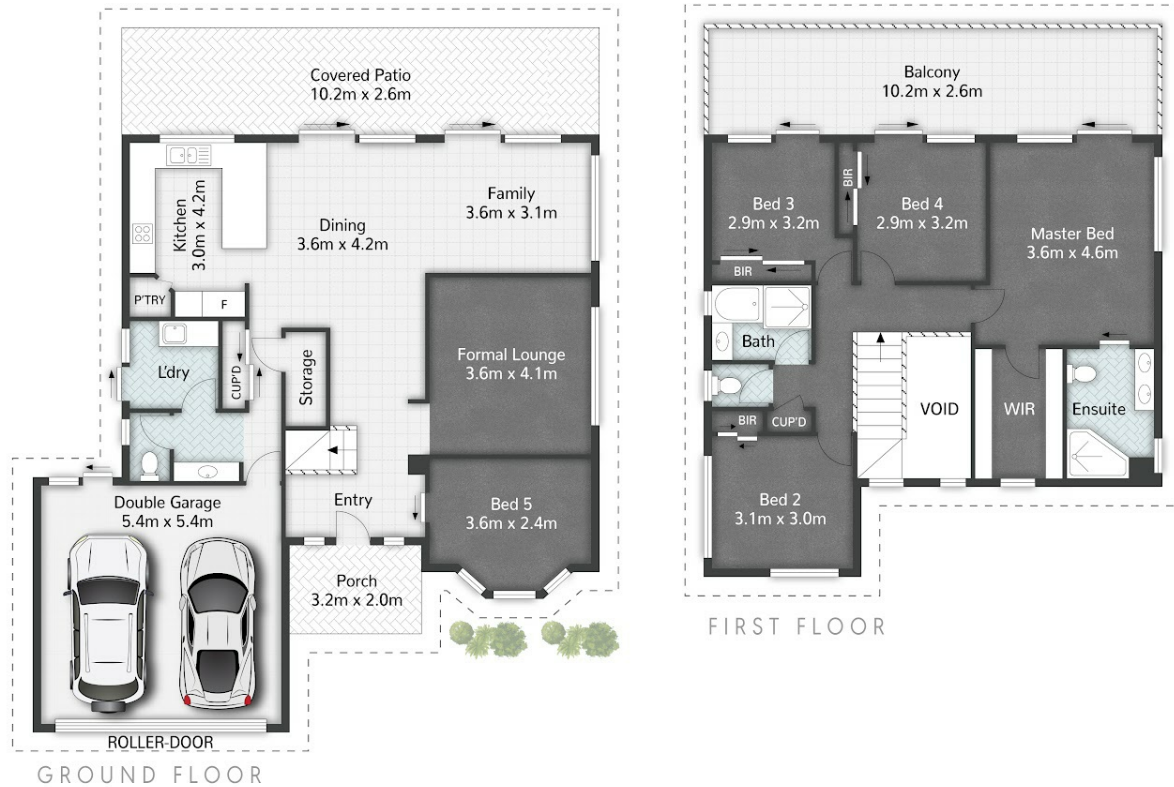 Covered Patio
10.2m x 2.6m
Kitchen
3.0m x 4.2m
Dining
3.6m x 4.2m
Family
3.6m x 3.1m
P'TRY
F
L'dry
CUP'D
Storage
Formal Lounge
3.6m x 4.1m
Entry
Bed 5
3.6m x 2.4m
Double Garage
5.4m x 5.4m
Porch
3.2m x 2.0m
ROLLER-DOOR
GROUND FLOOR
Balcony
10.2m x 2.6m
Bed 3
2.9m x 3.2m
BIR
BIR
Bed 4
2.9m x 3.2m
Master Bed
3.6m x 4.6m
Bath
BIR
CUP'D
VOID
WIR
Ensuite
Bed 2
3.1m x 3.0m
FIRST FLOOR